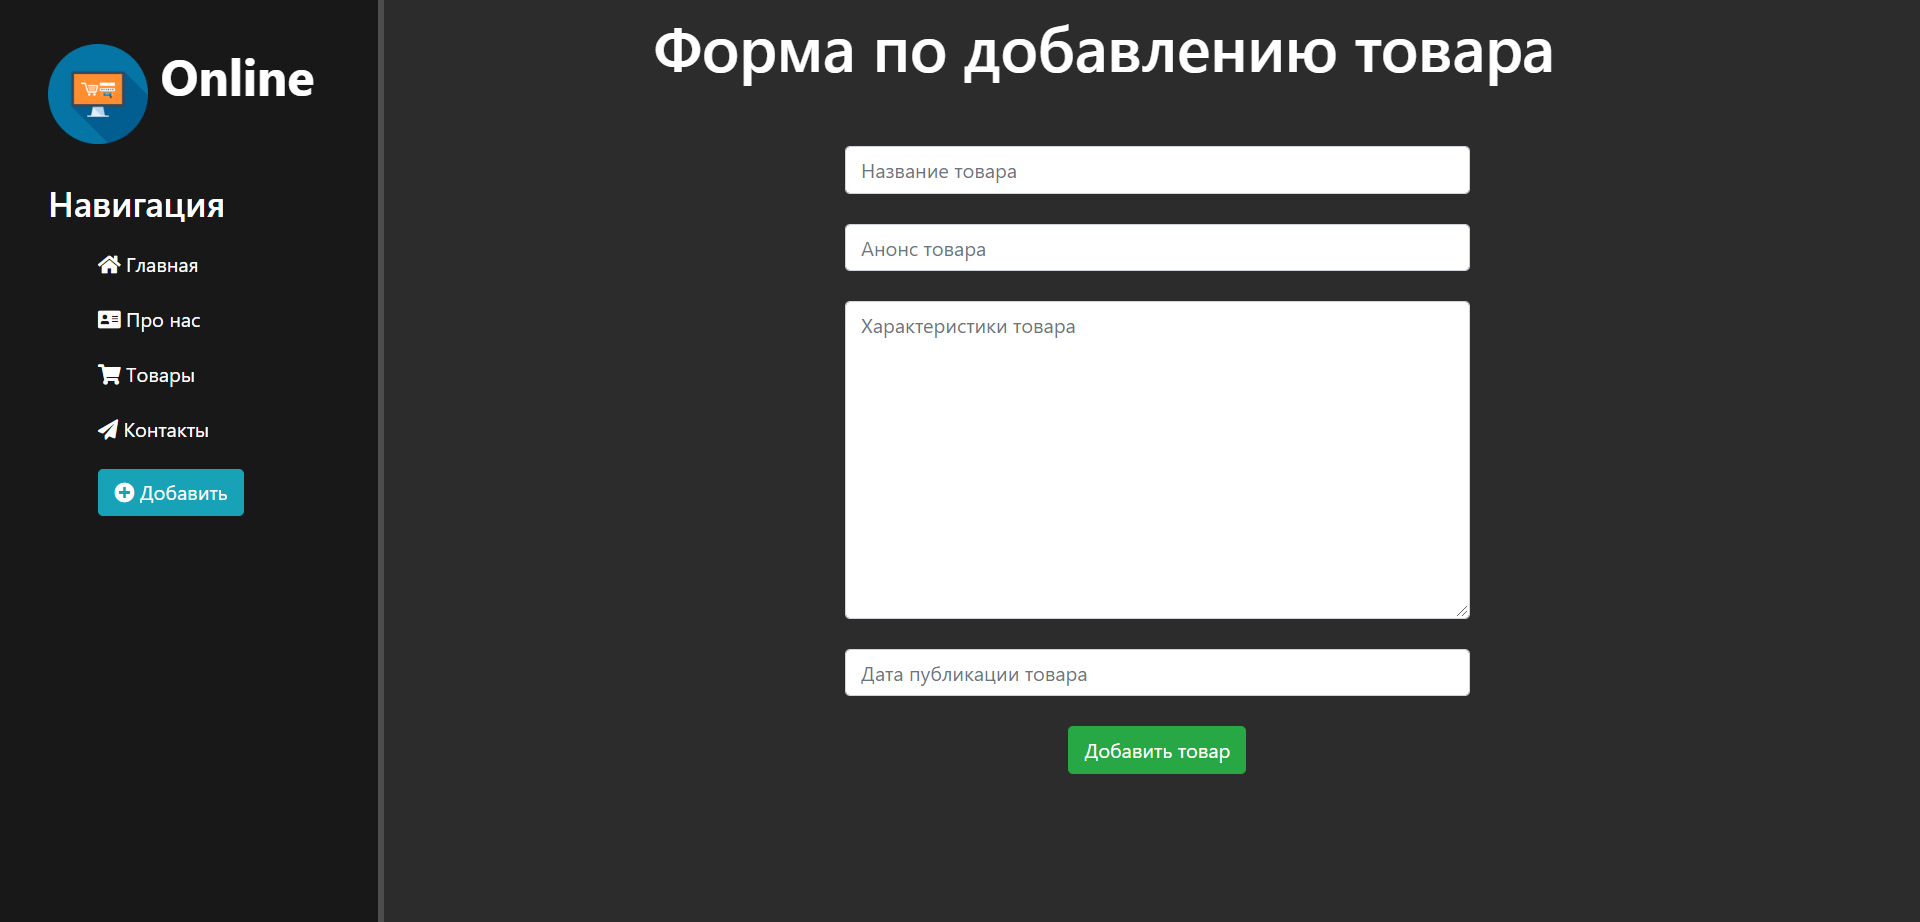 Online
Навигация
Главная
Про нас
Товары
Контакты
Добавить
Форма по добавлению товара
Название товара
Анонс товара
Характеристики товара
Дата публикации товара
Добавить товар